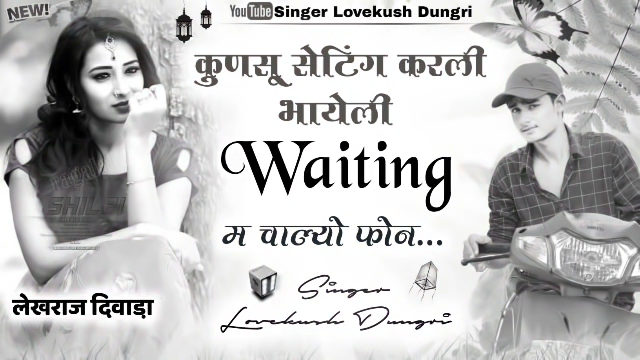 NEW!
YouTube Singer Lovekush Dungri
कुणसू सेटिंग करली
भायेली
Waiting
म चाल्यो फोन...
Singer
Lovekush Dungri
लेखराज दिवाड़ा